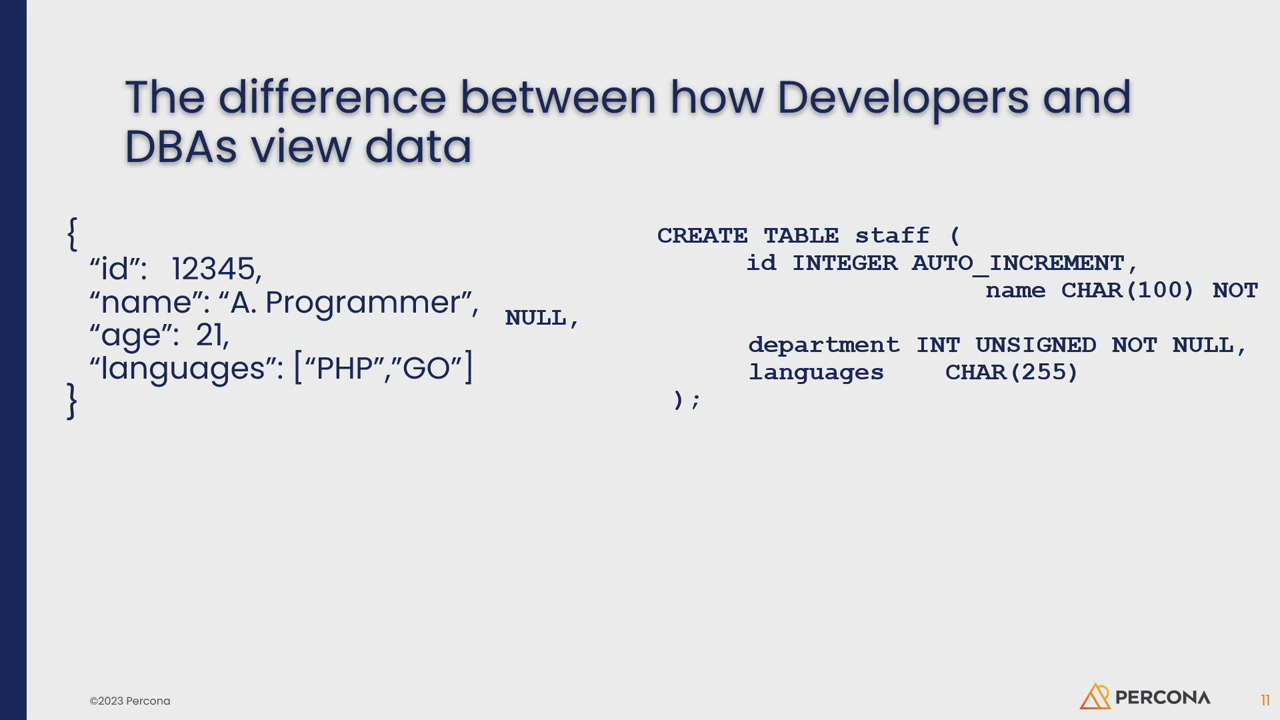 The difference between how Developers and
DBAs view data
{
“id”: 12345,
“name”: “A. Programmer”,
“age”: 21,
“languages”: [“PHP”,”GO”]
}
CREATE TABLE staff (
id INTEGER AUTO_INCREMENT,
name CHAR(100) NOT
NULL,
department INT UNSIGNED NOT NULL,
languages CHAR(255)
);
©2023 Percona
PERCONA
11